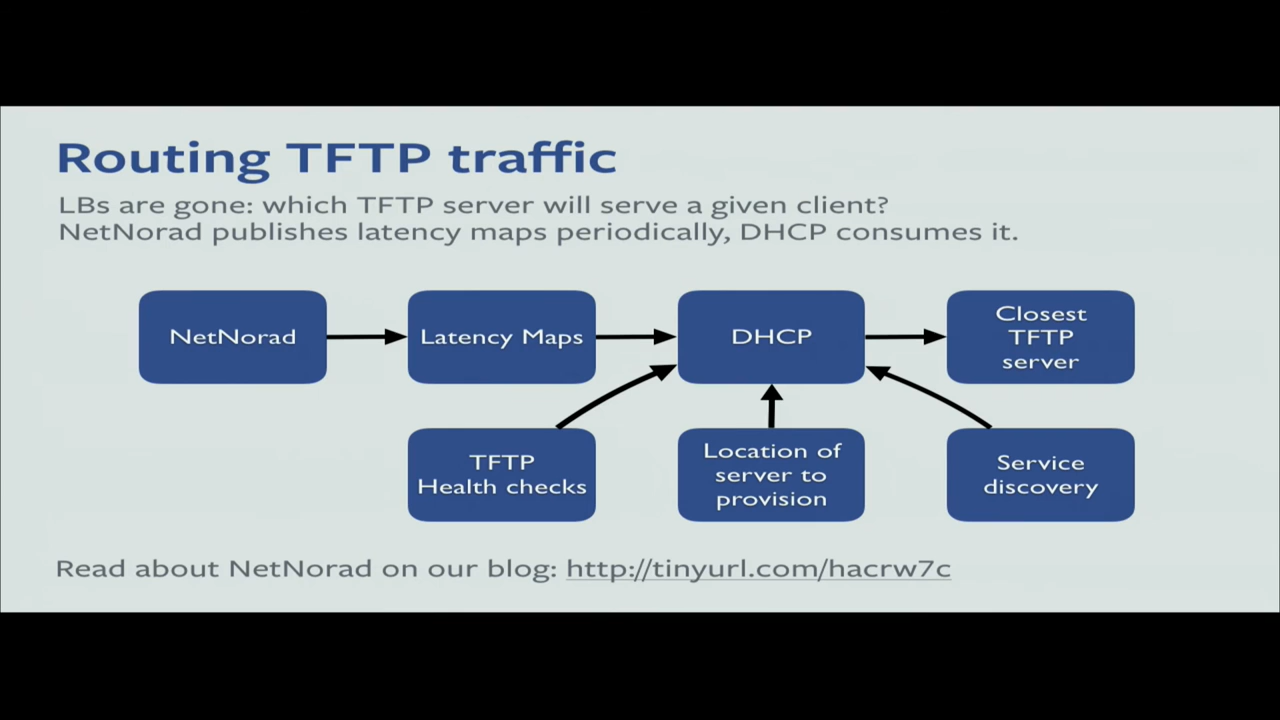 Routing TFTP traffic
LBs are gone: which TFTP server will serve a given client?
NetNorad publishes latency maps periodically, DHCP consumes it.
NetNorad
Latency Maps
DHCP
Closest
TFTP
server
TFTP
Health checks
Location of
server to
provision
Service
discovery
Read about NetNorad on our blog: http://tinyurl.com/hacrw7c